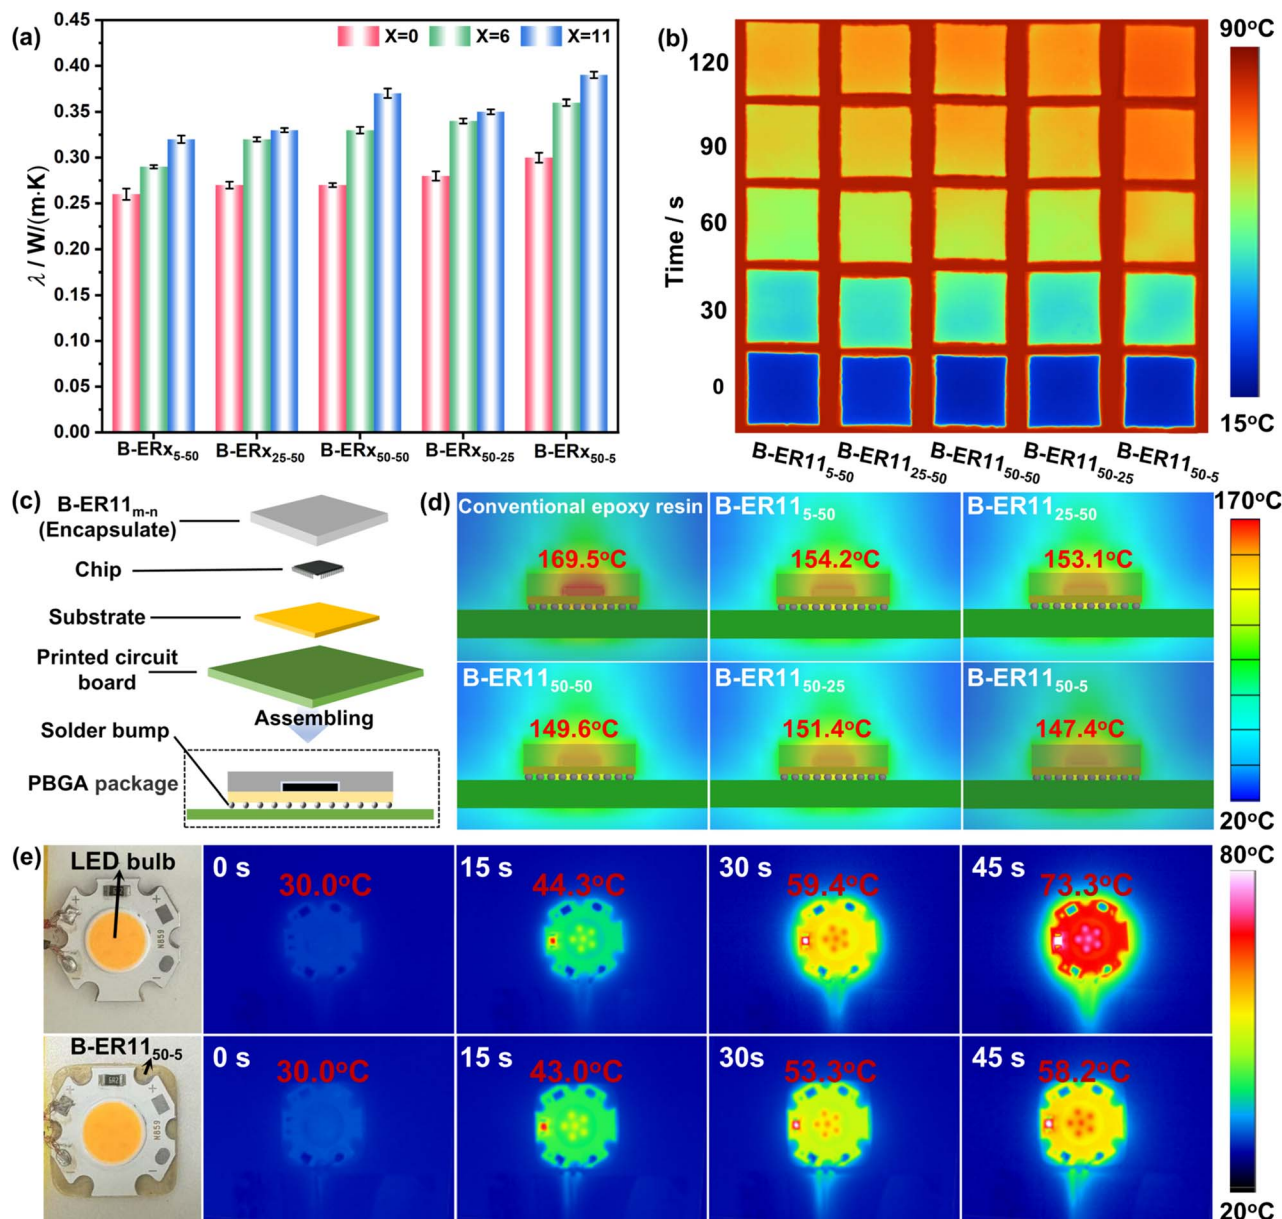 (a)
X=0 X=6 X=11
λ / W/(m·K)
0.45
0.40
0.35
0.30
0.25
0.20
0.15
0.10
0.05
0.00
B-ERx5-50 B-ERx25-50 B-ERx50-50 B-ERx50-25 B-ERx50-5
(b)
Time / s
120
90
60
30
0
B-ER115-50 B-ER1125-50 B-ER1150-50 B-ER1150-25 B-ER1150-5
90°C
15°C
(c)
B-ER11m-n
(Encapsulate)
Chip
Substrate
Printed circuit
board
Assembling
Solder bump
PBGA package
(d)
Conventional epoxy resin
169.5°C
B-ER115-50
154.2°C
B-ER1125-50
153.1°C
B-ER1150-50
149.6°C
B-ER1150-25
151.4°C
B-ER1150-5
147.4°C
170°C
20°C
(e)
LED bulb
0 s
30.0°C
15 s
44.3°C
30 s
59.4°C
45 s
73.3°C
B-ER1150-5
0 s
30.0°C
15 s
43.0°C
30s
53.3°C
45 s
58.2°C
80°C
20°C
N859
N859